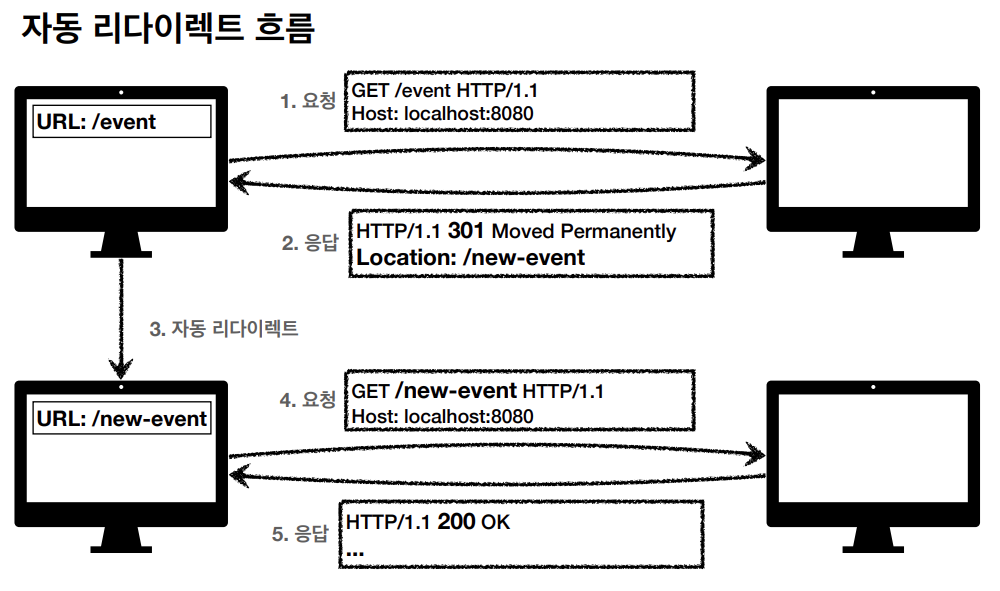 자동 리다이렉트 흐름
URL: /event
1. 요청
GET /event HTTP/1.1
Host: localhost:8080
2. 응답
HTTP/1.1 301 Moved Permanently
Location: /new-event
3. 자동 리다이렉트
URL: /new-event
4. 요청
GET /new-event HTTP/1.1
Host: localhost:8080
5. 응답
HTTP/1.1 200 OK
...